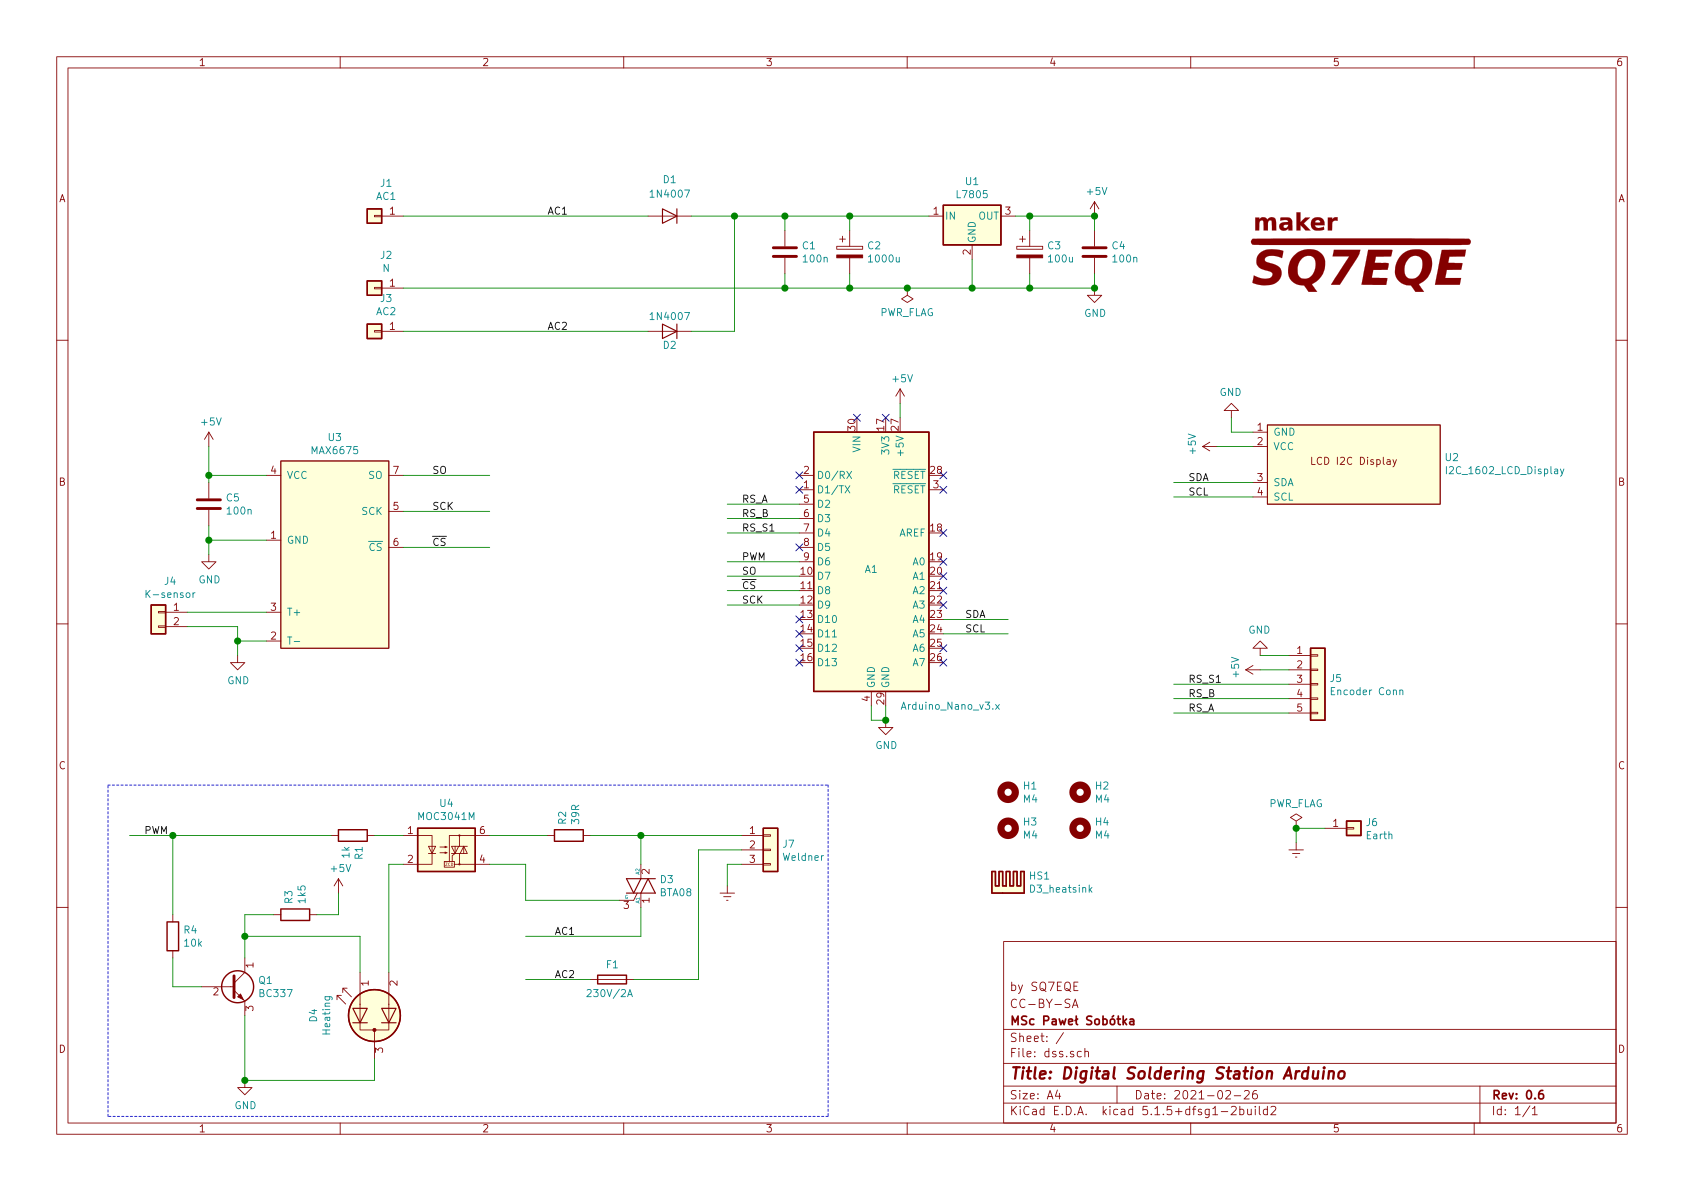 1 2 3 4 5 6
A A
B B
C C
D D
1 2 3 4 5 6
J1
AC1
1
AC1
D1
1N4007
J2
N
1
J3
AC2
1
AC2
1N4007
D2
C1
100n
+
C2
1000u
PWR_FLAG
U1
L7805
1 IN OUT 3
GND
2
+
C3
100u
+5V
C4
100n
GND
maker
SQ7EQE
+5V
U3
MAX6675
4 VCC SO 7 SO
SCK 5 SCK
1 GND CS 6 CS
3 T+
2 T-
C5
100n
GND
J4
K-sensor
1
2
GND
+5V
30 17 27
VIN 3V3 +5V
2 D0/RX RESET 28
1 D1/TX RESET 3
RS_A 5 D2
RS_B 6 D3
RS_S1 7 D4 AREF 18
8 D5
PWM 9 D6 A0 19
SO 10 D7 A1 20
CS 11 D8 A2 21
SCK 12 D9 A3 22
13 D10 A4 23 SDA
14 D11 A5 24 SCL
15 D12 A6 25
16 D13 A7 26
A1
GND GND
4 29
Arduino_Nano_v3.x
GND
GND
+5V
1 GND
2 VCC
SDA 3 SDA
SCL 4 SCL
LCD I2C Display
U2
I2C_1602_LCD_Display
GND
+5V
1
2
RS_S1 3
RS_B 4
RS_A 5
J5
Encoder Conn
PWM
1k
R1
+5V
R3
1k5
R4
10k
Q1
BC337
1
2
3
GND
D4
Heating
1 2
3
U4
MOC3041M
1 6
2 4
R2
39R
D3
BTA08
2
3 1
AC1
AC2
F1
230V/2A
1
2
3
J7
Weldner
H1
M4
H2
M4
H3
M4
H4
M4
HS1
D3_heatsink
PWR_FLAG
1
J6
Earth
by SQ7EQE
CC-BY-SA
MSc Paweł Sobótka
Sheet: /
File: dss.sch
Title: Digital Soldering Station Arduino
Size: A4 Date: 2021-02-26 Rev: 0.6
KiCad E.D.A. kicad 5.1.5+dfsg1-2build2 Id: 1/1